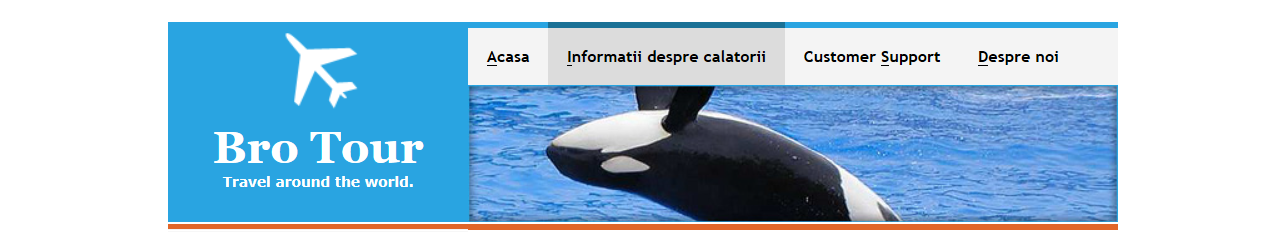 Acasa Informatii despre calatorii Customer Support Despre noi
Bro Tour
Travel around the world.